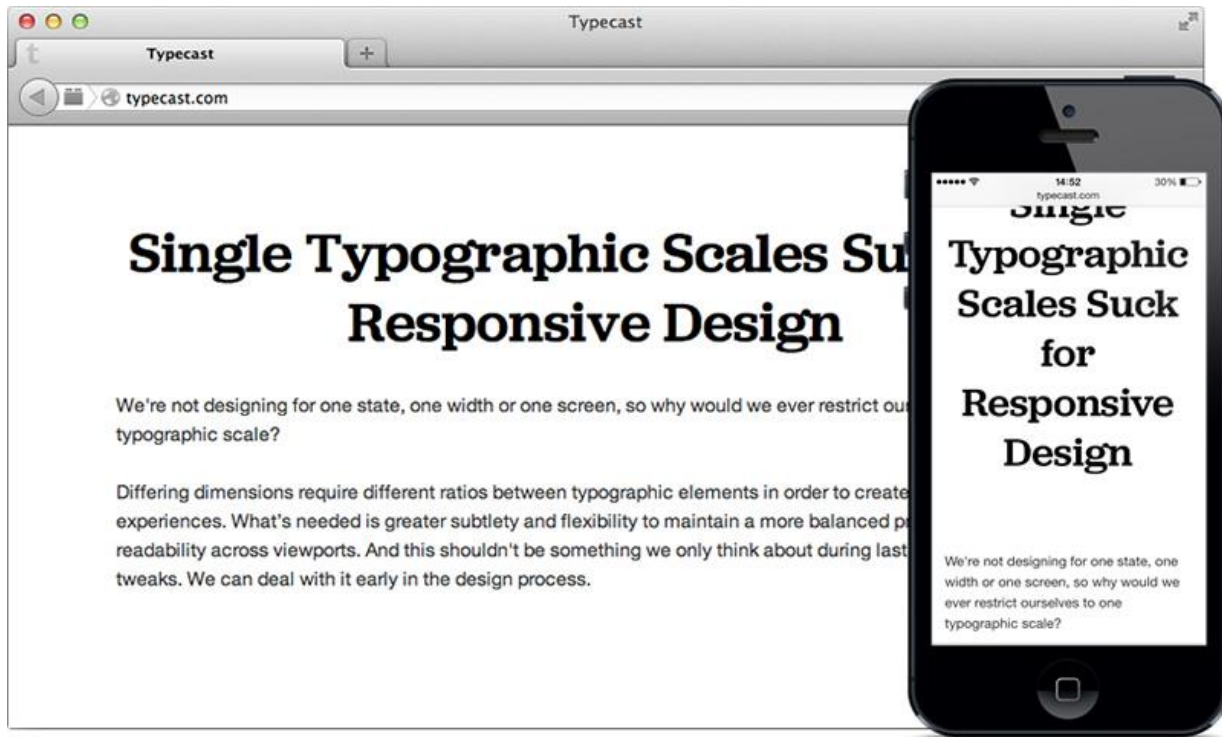 Typecast
t Typecast +
typecast.com
Single Typographic Scales Su
Responsive Design
We're not designing for one state, one width or one screen, so why would we ever restrict
typographic scale?
Differing dimensions require different ratios between typographic elements in order to create
experiences. What's needed is greater subtlety and flexibility to maintain a more balanced
readability across viewports. And this shouldn't be something we only think about during last
tweaks. We can deal with it early in the design process.
14:52 30%
typecast.com
Single
Typographic
Scales Suck
for
Responsive
Design
We're not designing for one state, one
width or one screen, so why would we
ever restrict ourselves to one
typographic scale?